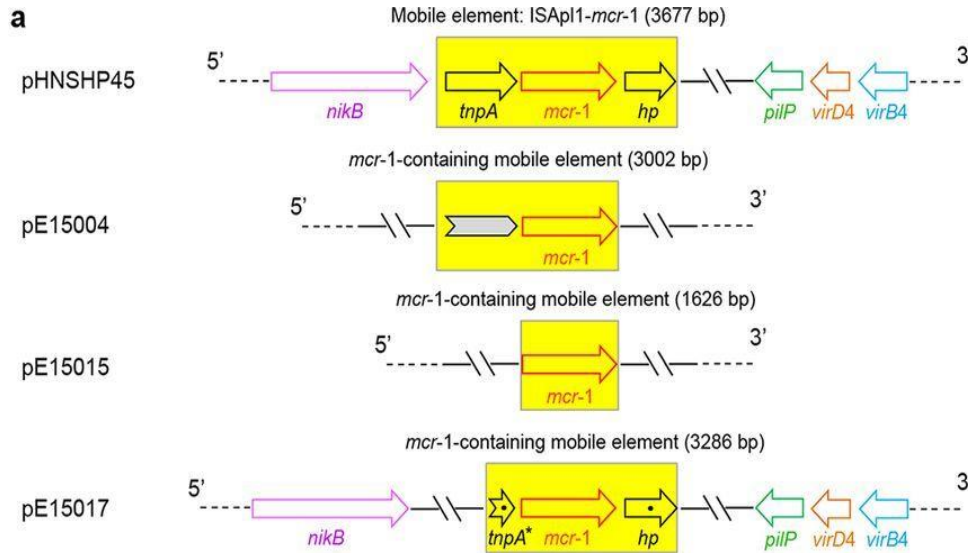 a
Mobile element: ISApl1-mcr-1 (3677 bp)
pHNSHP45
5’
3
nikB
tnpA
mcr-1
hp
pilP
virD4
virB4
mcr-1-containing mobile element (3002 bp)
pE15004
5’
3’
mcr-1
mcr-1-containing mobile element (1626 bp)
pE15015
5’
3’
mcr-1
mcr-1-containing mobile element (3286 bp)
pE15017
5’
3
nikB
tnpA*
mcr-1
hp
pilP
virD4
virB4